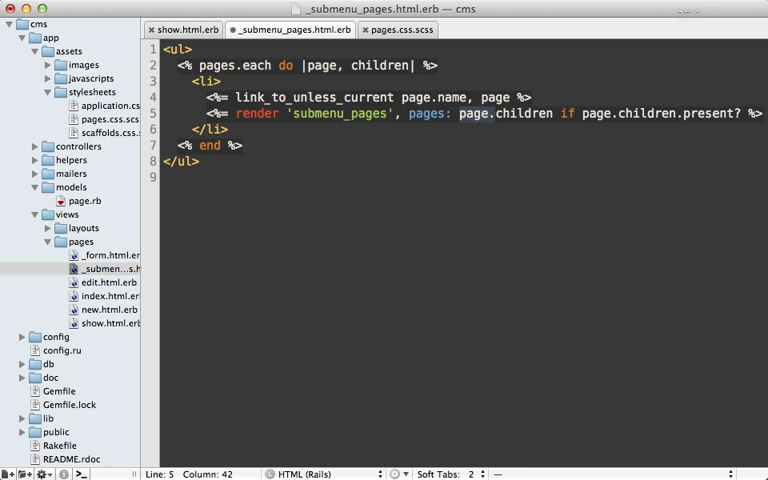 _submenu_pages.html.erb — cms
cms
app
assets
images
javascripts
stylesheets
application.cs
pages.css.scs
scaffolds.css.s
controllers
helpers
mailers
models
page.rb
views
layouts
pages
_form.html.er
_submen...s.h
edit.html.erb
index.html.erb
new.html.erb
show.html.erb
config
config.ru
db
doc
Gemfile
Gemfile.lock
lib
public
Rakefile
README.rdoc
show.html.erb
_submenu_pages.html.erb
pages.css.scss
1 <ul>
2 <% pages.each do |page, children| %>
3 <li>
4 <%= link_to_unless_current page.name, page %>
5 <%= render 'submenu_pages', pages: page.children if page.children.present? %>
6 </li>
7 <% end %>
8 </ul>
9
Line: 5 Column: 42
HTML (Rails)
Soft Tabs: 2
—